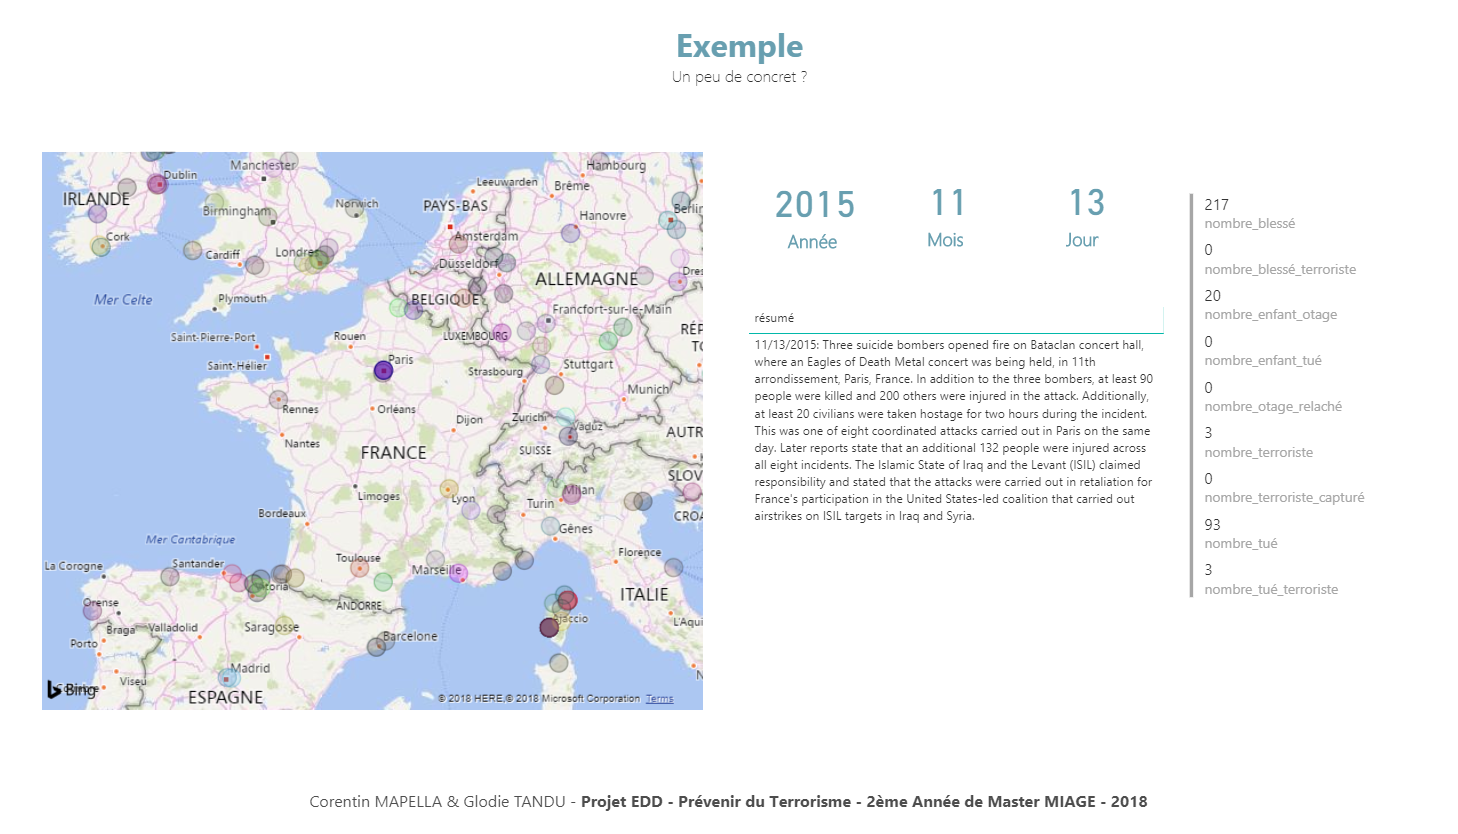 Exemple
Un peu de concret ?
Hambourg
Manchester
Dublin
Leeuwarden
Brême
IRLANDE
PAYS-BAS
Norwich
Birmingham
Hanovre
Berlin
Cork
Amsterdam
Cardiff
Londres
Düsseldorf
ALLEMAGNE
Dres
Mer Celte
Plymouth
BELGIQUE
Francfort-sur-le-Main
Saint-Pierre-Port
Rouen
LUXEMBOURG
RÉP
TC
Paris
Saint-Hélier
Strasbourg
Stuttgart
Munich
Rennes
Orléans
Dijon
Zurich
Vaduz
AUTR
Nantes
FRANCE
SUISSE
SLOV
Limoges
Lyon
Milan
Turin
CROA
Bordeaux
Gênes
Mer Cantabrique
Florence
La Corogne
Santander
Toulouse
Marseille
toria
ITALIE
Orense
ANDORRE
Ajaccio
Braga
Valladolid
Saragosse
L'Aqui
Porto
Barcelone
Madrid
Viseu
N
ESPAGNE
Bing
© 2018 HERE,© 2018 Microsoft Corporation Terms
2015 11 13
Année Mois Jour
résumé
11/13/2015: Three suicide bombers opened fire on Bataclan concert hall,
where an Eagles of Death Metal concert was being held, in 11th
arrondissement, Paris, France. In addition to the three bombers, at least 90
people were killed and 200 others were injured in the attack. Additionally,
at least 20 civilians were taken hostage for two hours during the incident.
This was one of eight coordinated attacks carried out in Paris on the same
day. Later reports state that an additional 132 people were injured across
all eight incidents. The Islamic State of Iraq and the Levant (ISIL) claimed
responsibility and stated that the attacks were carried out in retaliation for
France's participation in the United States-led coalition that carried out
airstrikes on ISIL targets in Iraq and Syria.
217
nombre_blessé
0
nombre_blessé_terroriste
20
nombre_enfant_otage
0
nombre_enfant_tué
0
nombre_otage_relaché
3
nombre_terroriste
0
nombre_terroriste_capturé
93
nombre_tué
3
nombre_tué_terroriste
Corentin MAPELLA & Glodie TANDU - Projet EDD - Prévenir du Terrorisme - 2ème Année de Master MIAGE - 2018